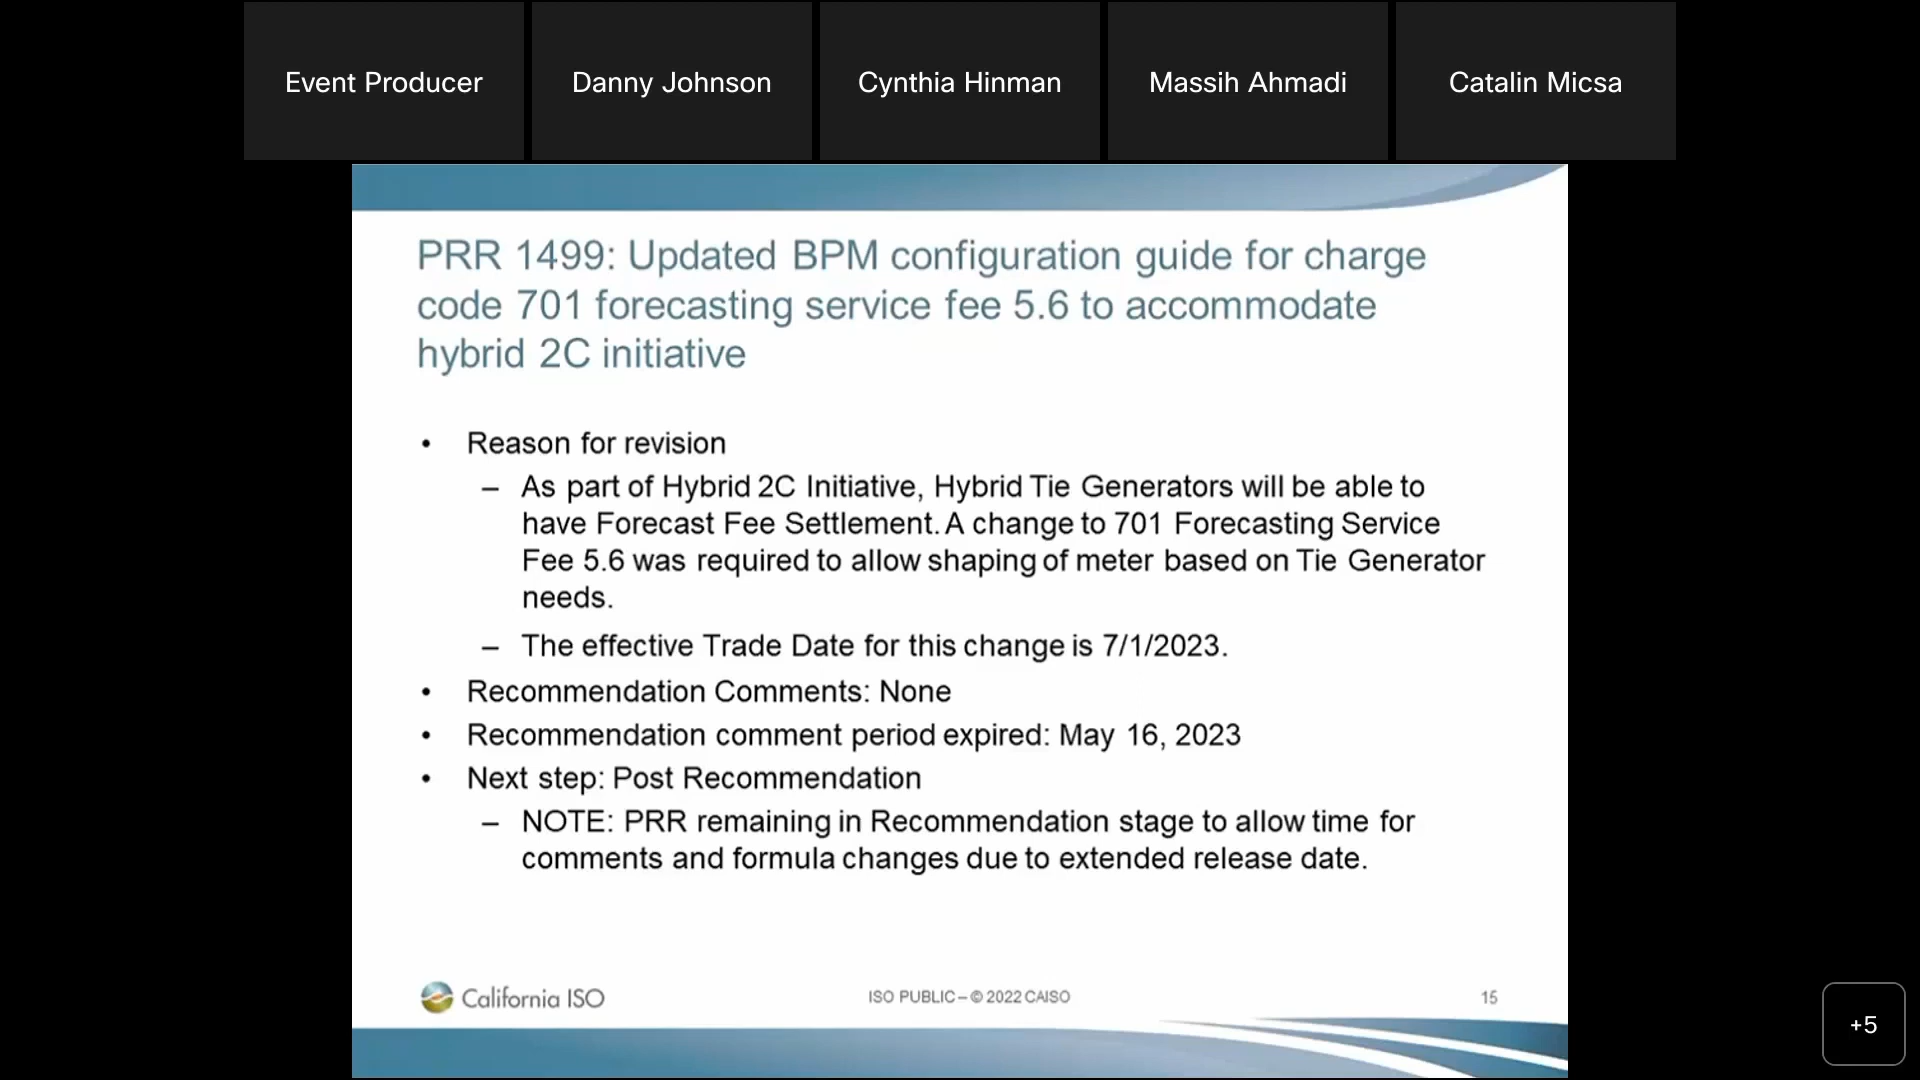 Event Producer
Danny Johnson
Cynthia Hinman
Massih Ahmadi
Catalin Micsa
PRR 1499: Updated BPM configuration guide for charge
code 701 forecasting service fee 5.6 to accommodate
hybrid 2C initiative
• Reason for revision
– As part of Hybrid 2C Initiative, Hybrid Tie Generators will be able to
have Forecast Fee Settlement. A change to 701 Forecasting Service
Fee 5.6 was required to allow shaping of meter based on Tie Generator
needs.
– The effective Trade Date for this change is 7/1/2023.
• Recommendation Comments: None
• Recommendation comment period expired: May 16, 2023
• Next step: Post Recommendation
– NOTE: PRR remaining in Recommendation stage to allow time for
comments and formula changes due to extended release date.
California ISO
ISO PUBLIC – © 2022 CAISO
15
+5